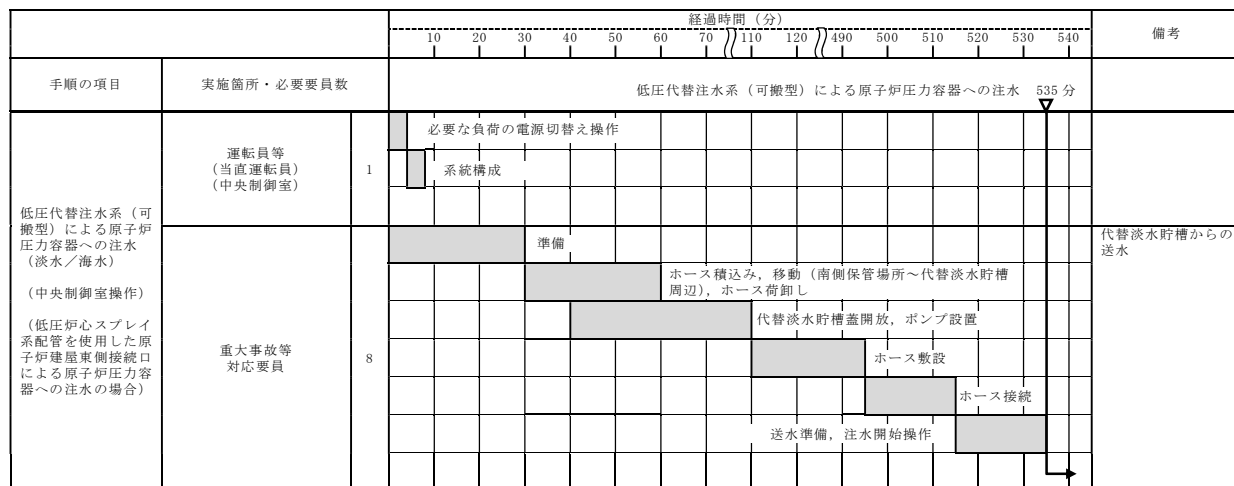 経過時間（分）
備考
10 20 30 40 50 60 70 110 120 490 500 510 520 530 540
手順の項目
実施箇所・必要要員数
低圧代替注水系（可搬型）による原子炉圧力容器への注水 535 分
低圧代替注水系（可
搬型）による原子炉
圧力容器への注水
（淡水／海水）
（中央制御室操作）
（低圧炉心スプレイ
系配管を使用した原
子炉建屋東側接続口
による原子炉圧力容
器への注水の場合）
運転員等
（当直運転員）
（中央制御室）
1
必要な負荷の電源切替え操作
系統構成
重大事故等
対応要員
8
準備
ホース積込み，移動（南側保管場所～代替淡水貯槽
周辺），ホース荷卸し
代替淡水貯槽蓋開放，ポンプ設置
ホース敷設
ホース接続
送水準備，注水開始操作
代替淡水貯槽からの
送水